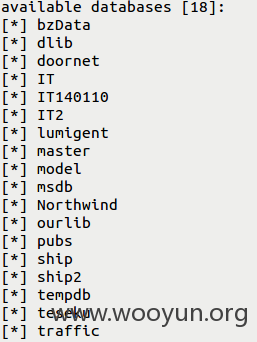 available databases [18]:
[*] bzData
[*] dlib
[*] doornet
[*] IT
[*] IT140110
[*] IT2
[*] lumigent
[*] master
[*] model
[*] msdb
[*] Northwind
[*] ourlib
[*] pubs
[*] ship
[*] ship2
[*] tempdb
[*] teseku
www.wooyun.org
[*] traffic